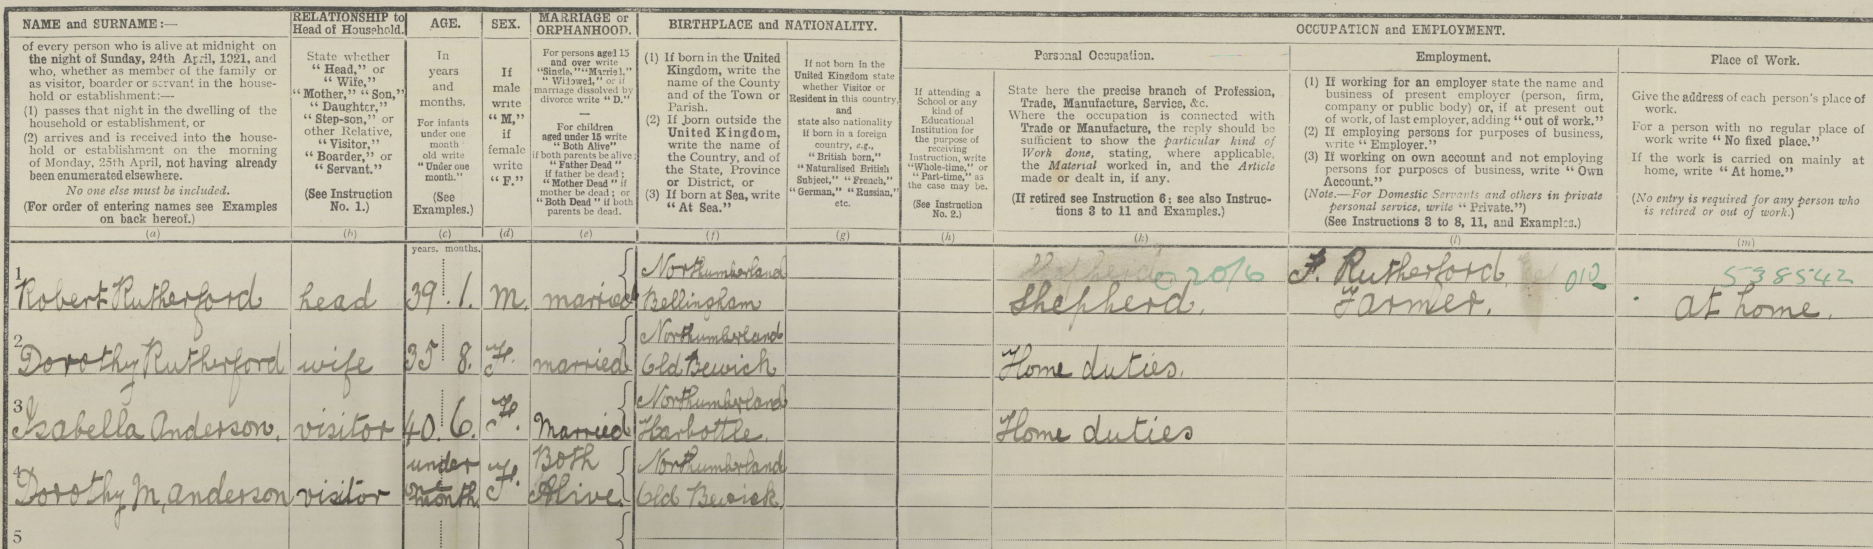 NAME and SURNAME:—
of every person who is alive at midnight on
the night of Sunday, 24th April, 1921, and
who, whether as member of the family or
as visitor, boarder or servant in the house-
hold or establishment:—
(1) passes that night in the dwelling of the
household or establishment, or
(2) arrives and is received into the house-
hold or establishment on the morning
of Monday, 25th April, not having already
been enumerated elsewhere.
No one else must be included.
(For order of entering names see Examples
on back hereof.)
(a)
RELATIONSHIP to
Head of Household.
State whether
"Head," or
"Wife,"
"Mother," "Son,"
"Daughter,"
"Step-son," or
other Relative,
"Visitor,"
"Boarder," or
"Servant."
(See Instruction
No. 1.)
(b)
AGE.
In
years
and
months.
For infants
under one
month
old write
"Under one
month."
(See
Examples.)
(c)
years. months.
SEX.
If
male
write
"M,"
if
female
write
"F."
(d)
MARRIAGE or
ORPHANHOOD.
For persons aged 15
and over write
"Single," "Married,"
"Widowed," or if
marriage dissolved by
divorce write "D."
—
For children
aged under 15 write
"Both Alive"
if both parents be alive;
"Father Dead"
if father be dead;
"Mother Dead" if
mother be dead; or
"Both Dead" if both
parents be dead.
(e)
BIRTHPLACE and NATIONALITY.
(1) If born in the United
Kingdom, write the
name of the County
and of the Town or
Parish.
(2) If born outside the
United Kingdom,
write the name of
the Country, and of
the State, Province
or District, or
(3) If born at Sea, write
"At Sea."
(f)
If not born in the
United Kingdom state
whether Visitor or
Resident in this country,
and
state also nationality
if born in a foreign
country, e.g.,
"British born,"
"Naturalised British
Subject," "French,"
"German," "Russian,"
etc.
(g)
OCCUPATION and EMPLOYMENT.
If attending a
School or any
kind of
Educational
Institution for
the purpose of
receiving
Instruction, write
"Whole-time," or
"Part-time," as
the case may be.
(See Instruction
No. 2.)
(h)
Personal Occupation.
State here the precise branch of Profession,
Trade, Manufacture, Service, &c.
Where the occupation is connected with
Trade or Manufacture, the reply should be
sufficient to show the particular kind of
Work done, stating, where applicable,
the Material worked in, and the Article
made or dealt in, if any.
(If retired see Instruction 6; see also Instruc-
tions 3 to 11 and Examples.)
(k)
Employment.
(1) If working for an employer state the name and
business of present employer (person, firm,
company or public body) or, if at present out
of work, of last employer, adding "out of work."
(2) If employing persons for purposes of business,
write "Employer."
(3) If working on own account and not employing
persons for purposes of business, write "Own
Account."
(Note.—For Domestic Servants and others in private
personal service, write "Private.")
(See Instructions 3 to 8, 11, and Examples.)
(l)
Place of Work.
Give the address of each person's place of
work.
For a person with no regular place of
work write "No fixed place."
If the work is carried on mainly at
home, write "At home."
(No entry is required for any person who
is retired or out of work.)
(m)
1 Northumberland 020/6 F. Rutherford 012 538542
Robert Rutherford head 39 1. M. married Bellingham Shepherd. Farmer. at home.
2 Northumberland
Dorothy Rutherford wife 35 8. F. married Old Bewick Home duties.
3 Northumberland
Isabella Anderson, visitor 40. 6. F. Married Harbottle. Home duties
4 under Both Northumberland
Dorothy M, Anderson visitor one month F. Alive. Old Bewick.
5